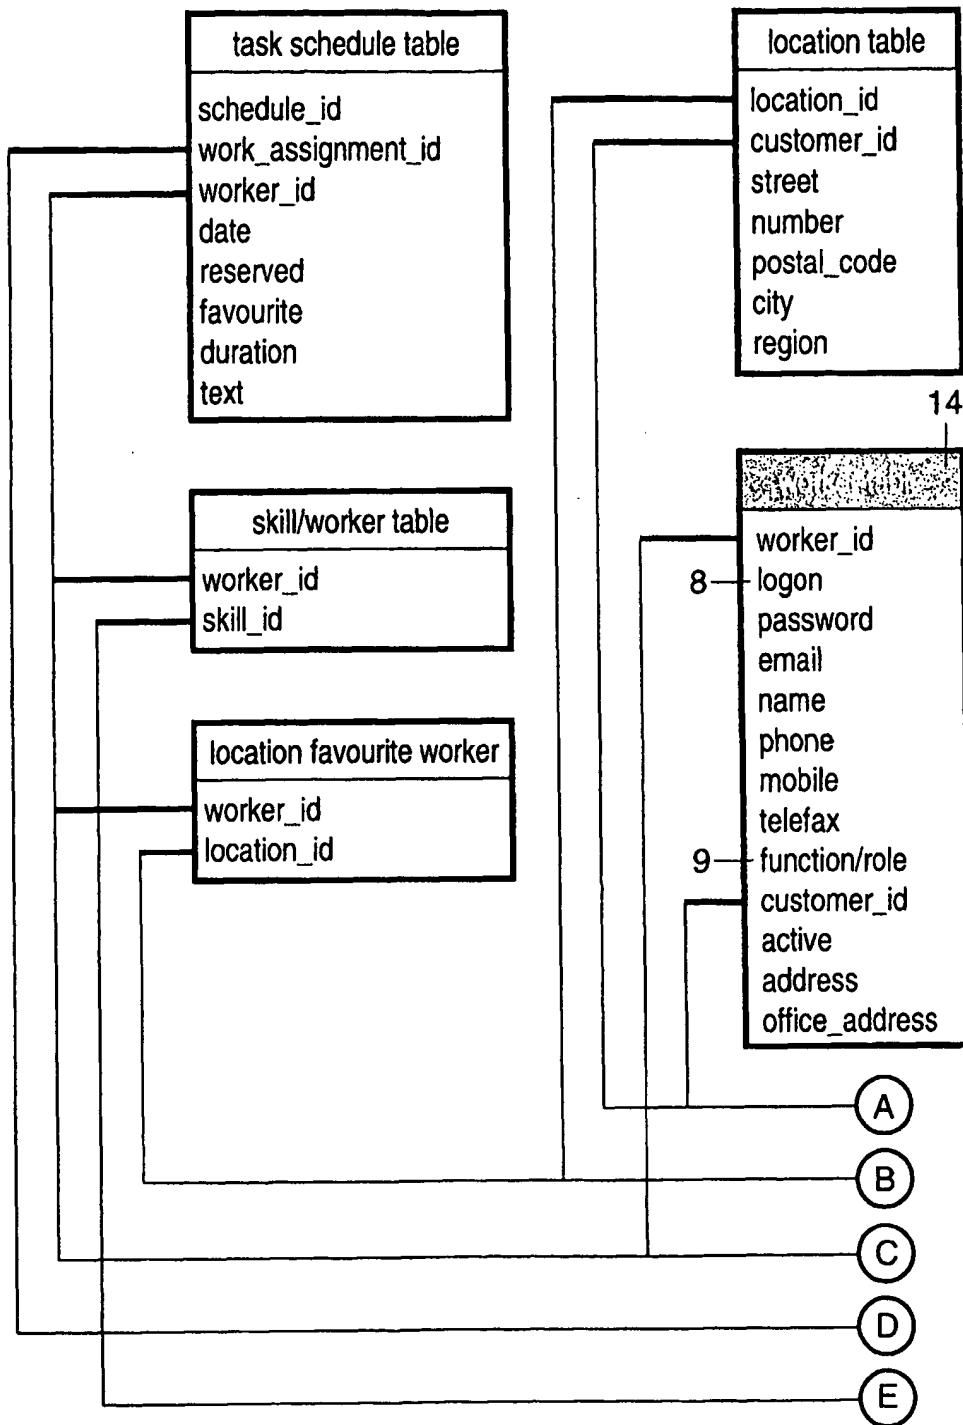 task schedule table
schedule_id
work_assignment_id
worker_id
date
reserved
favourite
duration
text
location table
location_id
customer_id
street
number
postal_code
city
region
14
skill/worker table
worker_id
skill_id
location favourite worker
worker_id
location_id
worker_id
8
logon
password
email
name
phone
mobile
telefax
9
function/role
customer_id
active
address
office_address
A
B
C
D
E